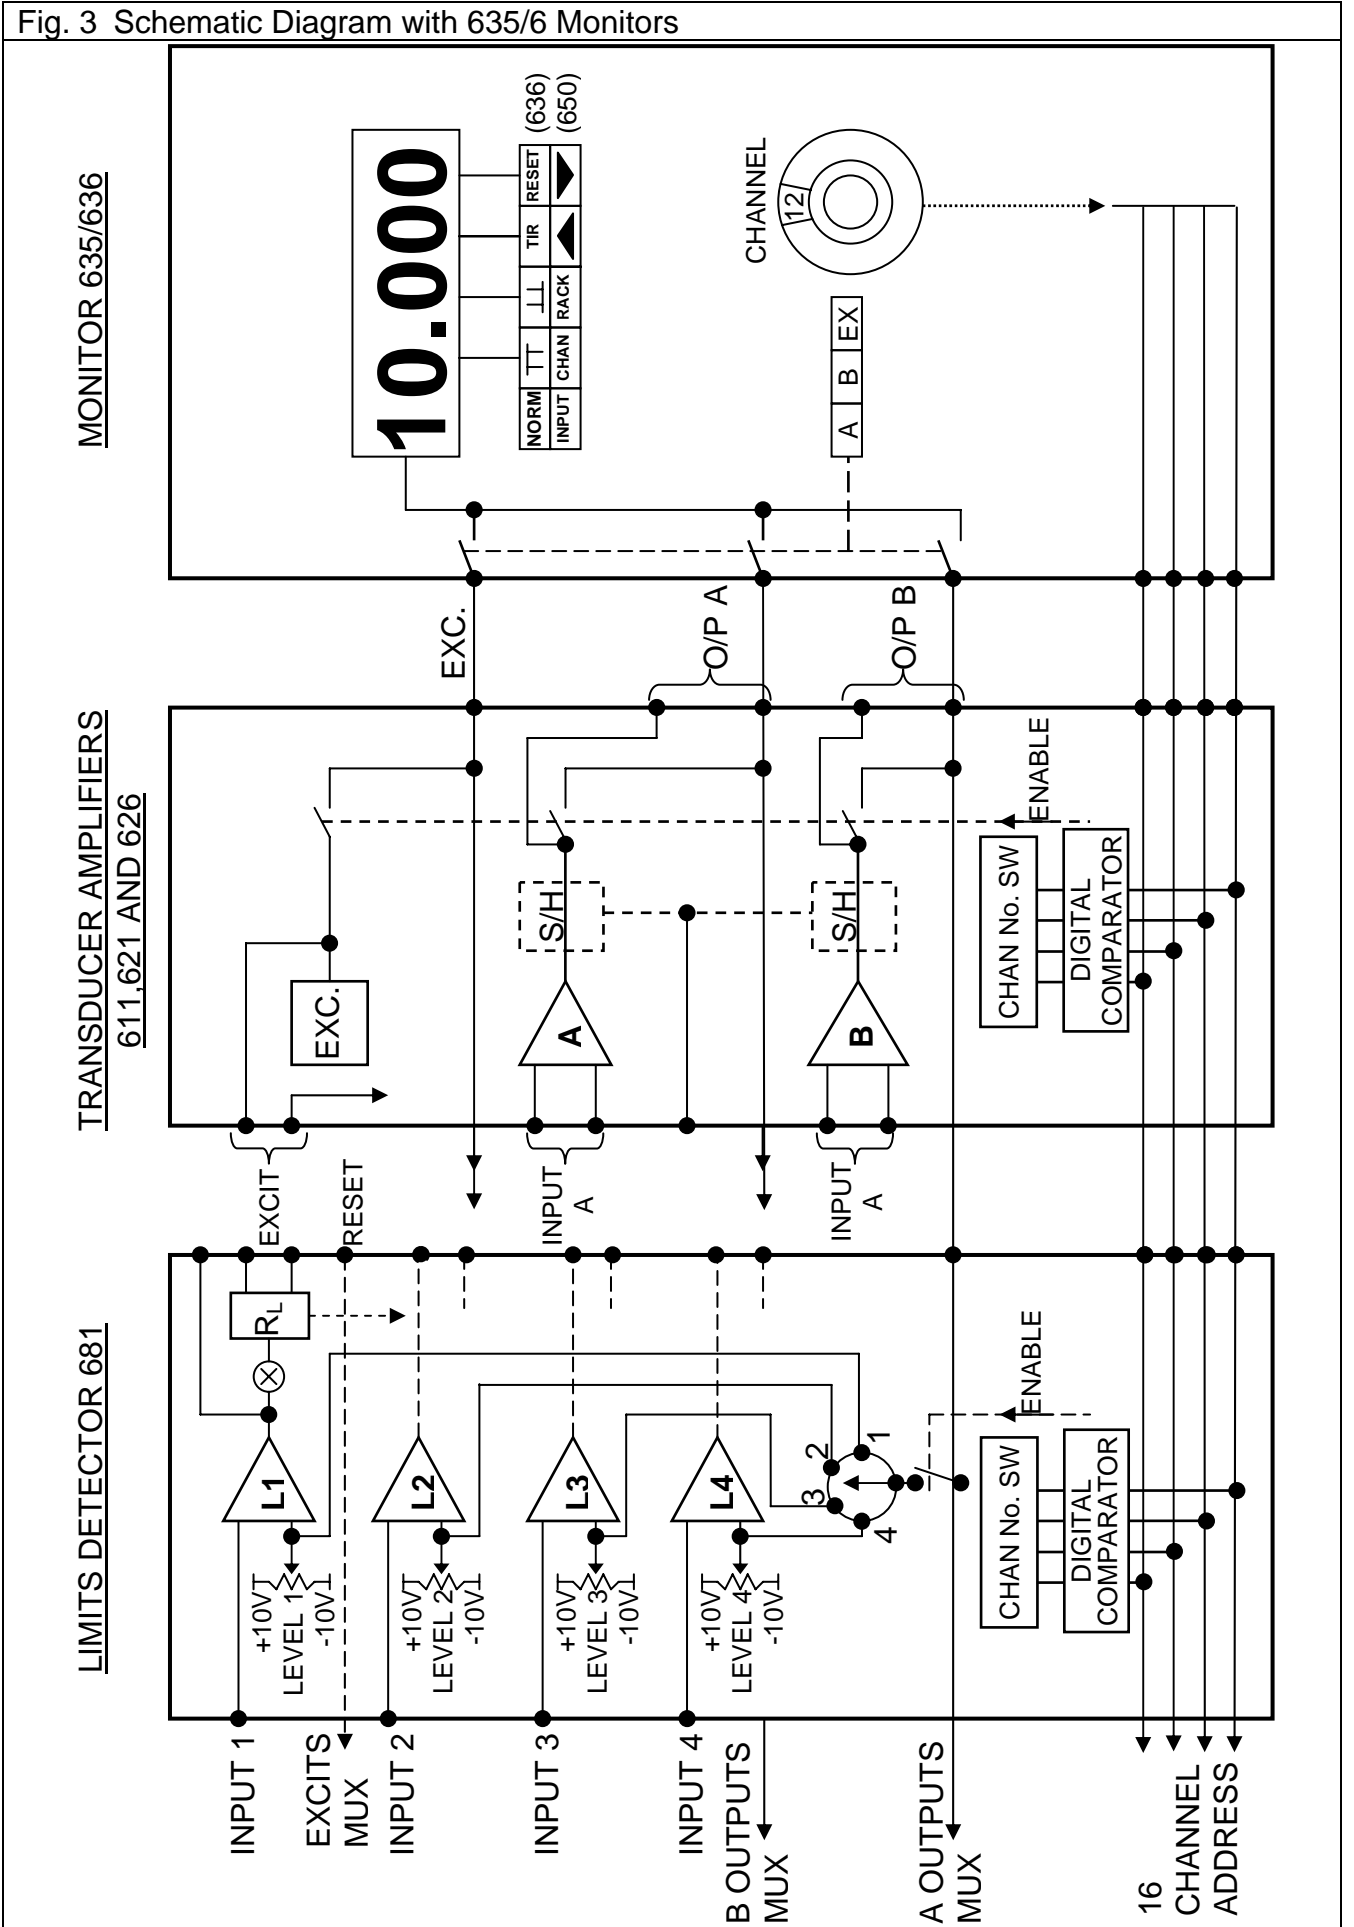 Fig. 3 Schematic Diagram with 635/6 Monitors
LIMITS DETECTOR 681
TRANSDUCER AMPLIFIERS
611,621 AND 626
MONITOR 635/636
INPUT 1
EXCITS
MUX
INPUT 2
INPUT 3
INPUT 4
B OUTPUTS
MUX
A OUTPUTS
MUX
16
CHANNEL
ADDRESS
+10V
LEVEL 1
-10V
L1
RL
+10V
LEVEL 2
-10V
L2
+10V
LEVEL 3
-10V
L3
+10V
LEVEL 4
-10V
L4
1
2
3
4
ENABLE
CHAN No. SW
DIGITAL
COMPARATOR
EXCIT
RESET
INPUT
A
INPUT
A
EXC.
A
S/H
B
S/H
ENABLE
CHAN No. SW
DIGITAL
COMPARATOR
EXC.
O/P A
O/P B
10.000
NORM
TIR
RESET
(636)
INPUT
CHAN
RACK
(650)
A B EX
CHANNEL
12